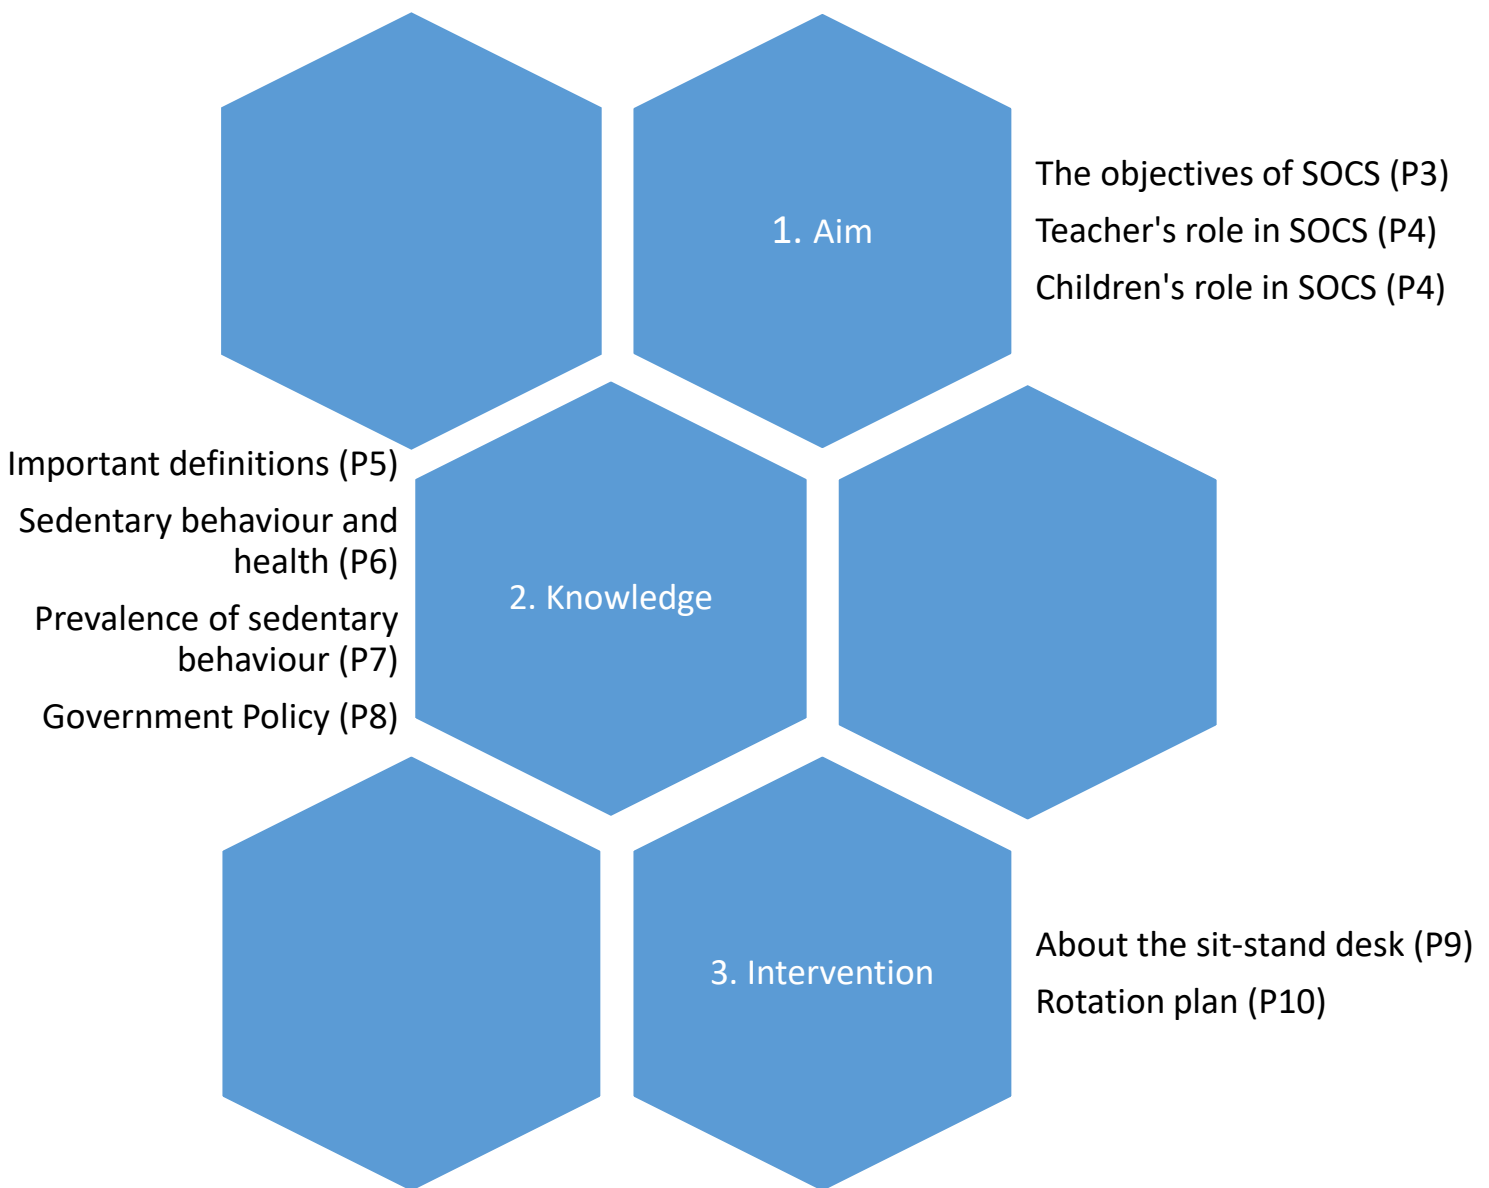 1. Aim
The objectives of SOCS (P3)
Teacher's role in SOCS (P4)
Children's role in SOCS (P4)
Important definitions (P5)
Sedentary behaviour and
health (P6)
Prevalence of sedentary
behaviour (P7)
Government Policy (P8)
2. Knowledge
3. Intervention
About the sit-stand desk (P9)
Rotation plan (P10)